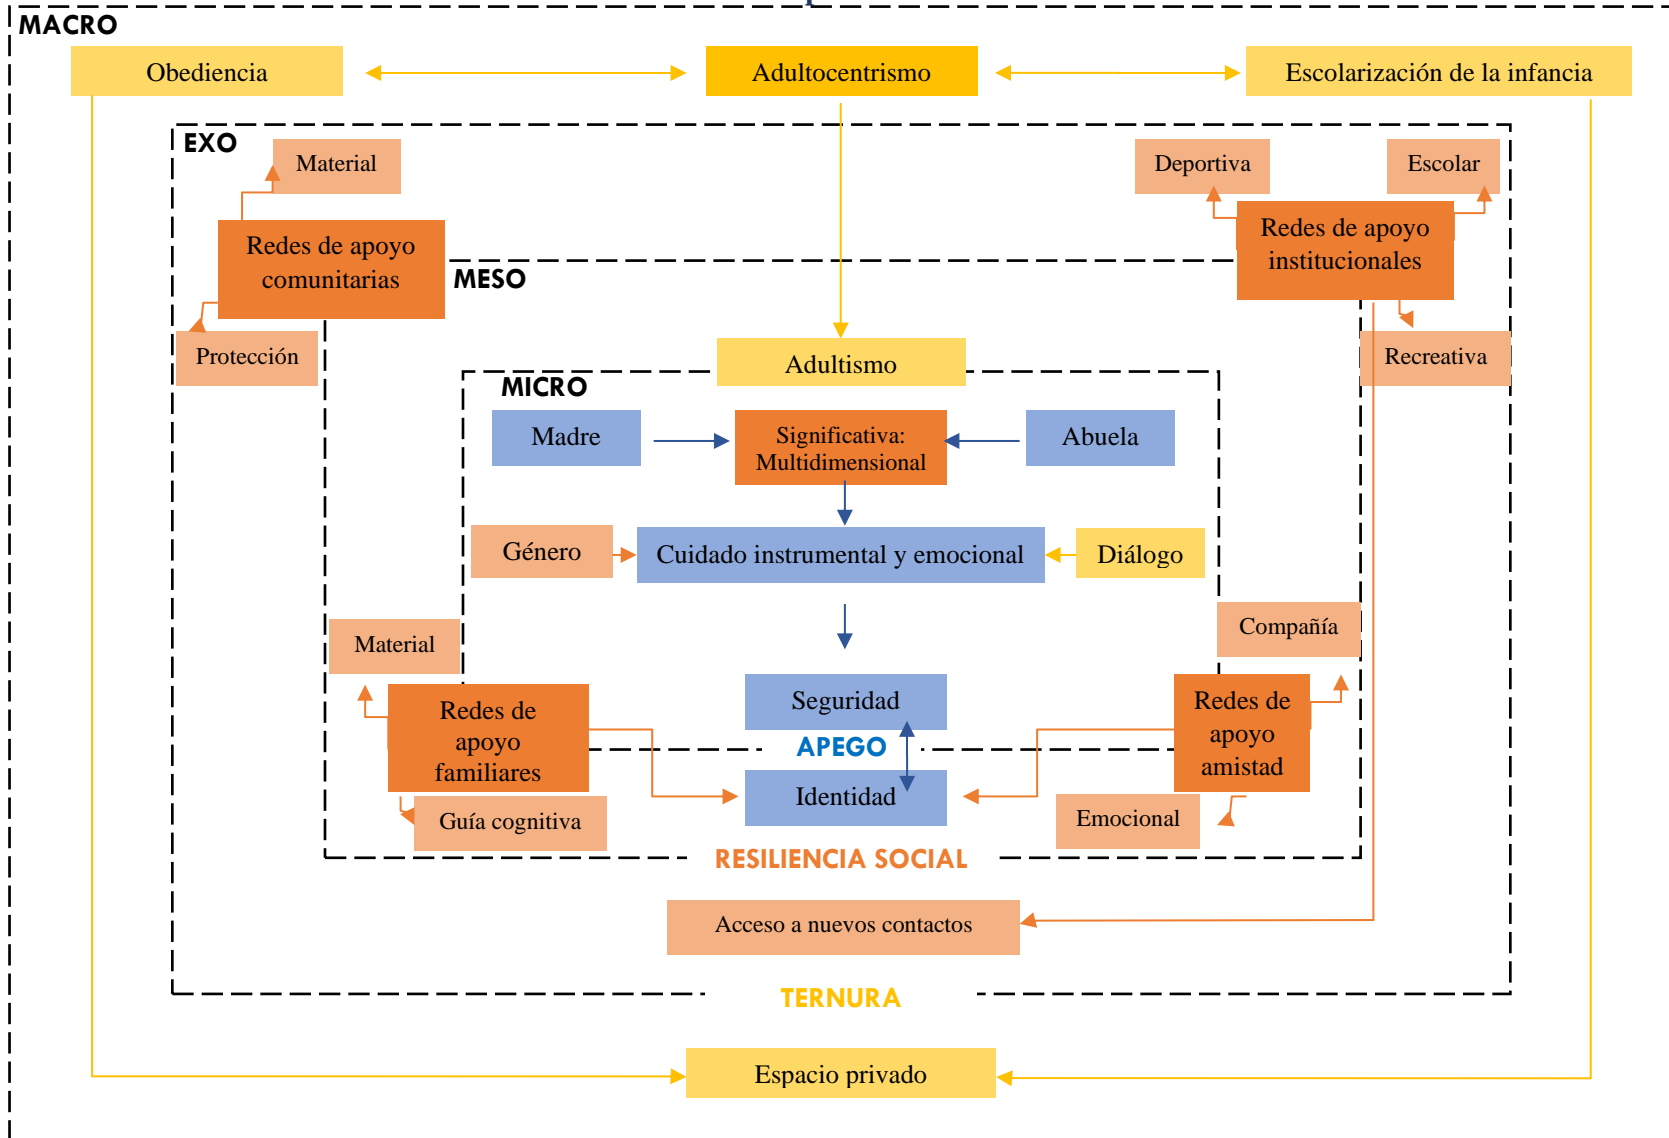 MACRO
Obediencia
Adultocentrismo
Escolarización de la infancia
EXO
Material
Deportiva
Escolar
Redes de apoyo
comunitarias
Redes de apoyo
institucionales
MESO
Protección
Adultismo
Recreativa
MICRO
Madre
Significativa:
Multidimensional
Abuela
Género
Cuidado instrumental y emocional
Diálogo
Material
Compañía
Redes de
apoyo
familiares
Seguridad
Redes de
apoyo
amistad
APEGO
Identidad
Guía cognitiva
Emocional
RESILIENCIA SOCIAL
Acceso a nuevos contactos
TERNURA
Espacio privado